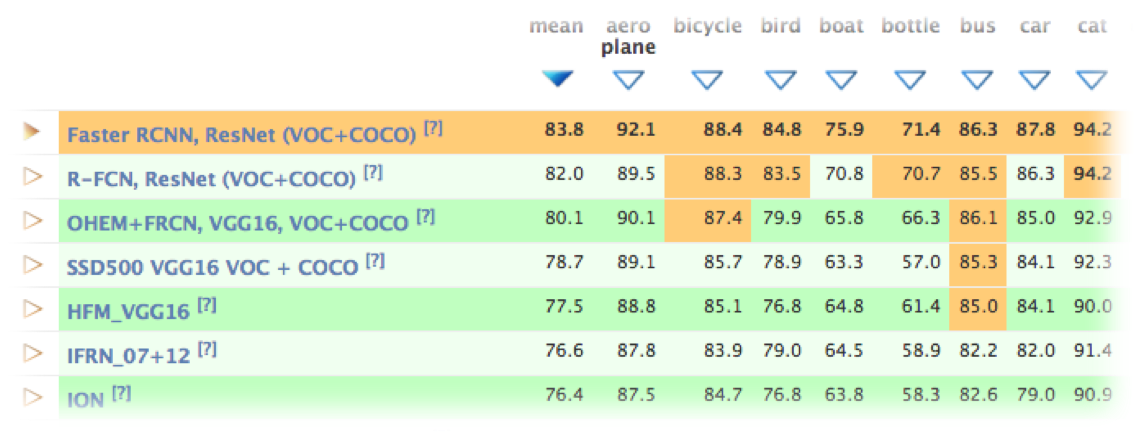 mean aero bicycle bird boat bottle bus car cat
plane
Faster RCNN, ResNet (VOC+COCO) [?] 83.8 92.1 88.4 84.8 75.9 71.4 86.3 87.8 94.2
R-FCN, ResNet (VOC+COCO) [?] 82.0 89.5 88.3 83.5 70.8 70.7 85.5 86.3 94.2
OHEM+FRCN, VGG16, VOC+COCO [?] 80.1 90.1 87.4 79.9 65.8 66.3 86.1 85.0 92.9
SSD500 VGG16 VOC + COCO [?] 78.7 89.1 85.7 78.9 63.3 57.0 85.3 84.1 92.3
HFM_VGG16 [?] 77.5 88.8 85.1 76.8 64.8 61.4 85.0 84.1 90.0
IFRN_07+12 [?] 76.6 87.8 83.9 79.0 64.5 58.9 82.2 82.0 91.4
ION [?] 76.4 87.5 84.7 76.8 63.8 58.3 82.6 79.0 90.9